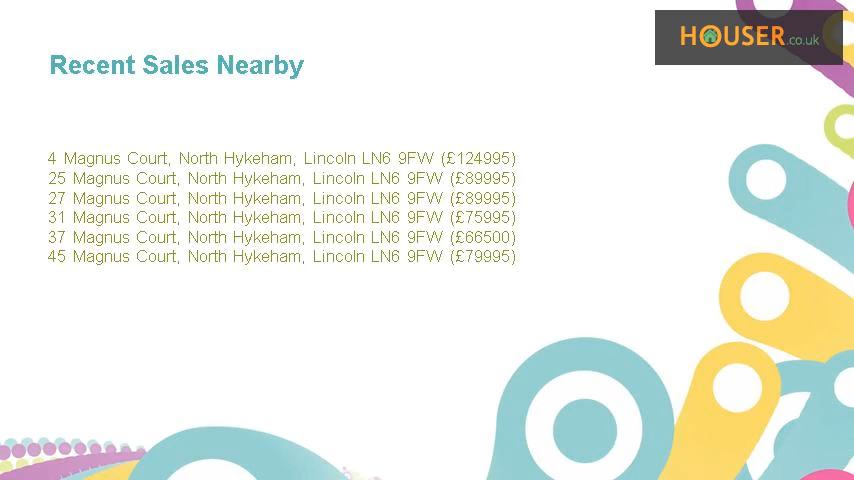 HOUSER.co.uk
Recent Sales Nearby
4 Magnus Court, North Hykeham, Lincoln LN6 9FW (£124995)
25 Magnus Court, North Hykeham, Lincoln LN6 9FW (£89995)
27 Magnus Court, North Hykeham, Lincoln LN6 9FW (£89995)
31 Magnus Court, North Hykeham, Lincoln LN6 9FW (£75995)
37 Magnus Court, North Hykeham, Lincoln LN6 9FW (£66500)
45 Magnus Court, North Hykeham, Lincoln LN6 9FW (£79995)